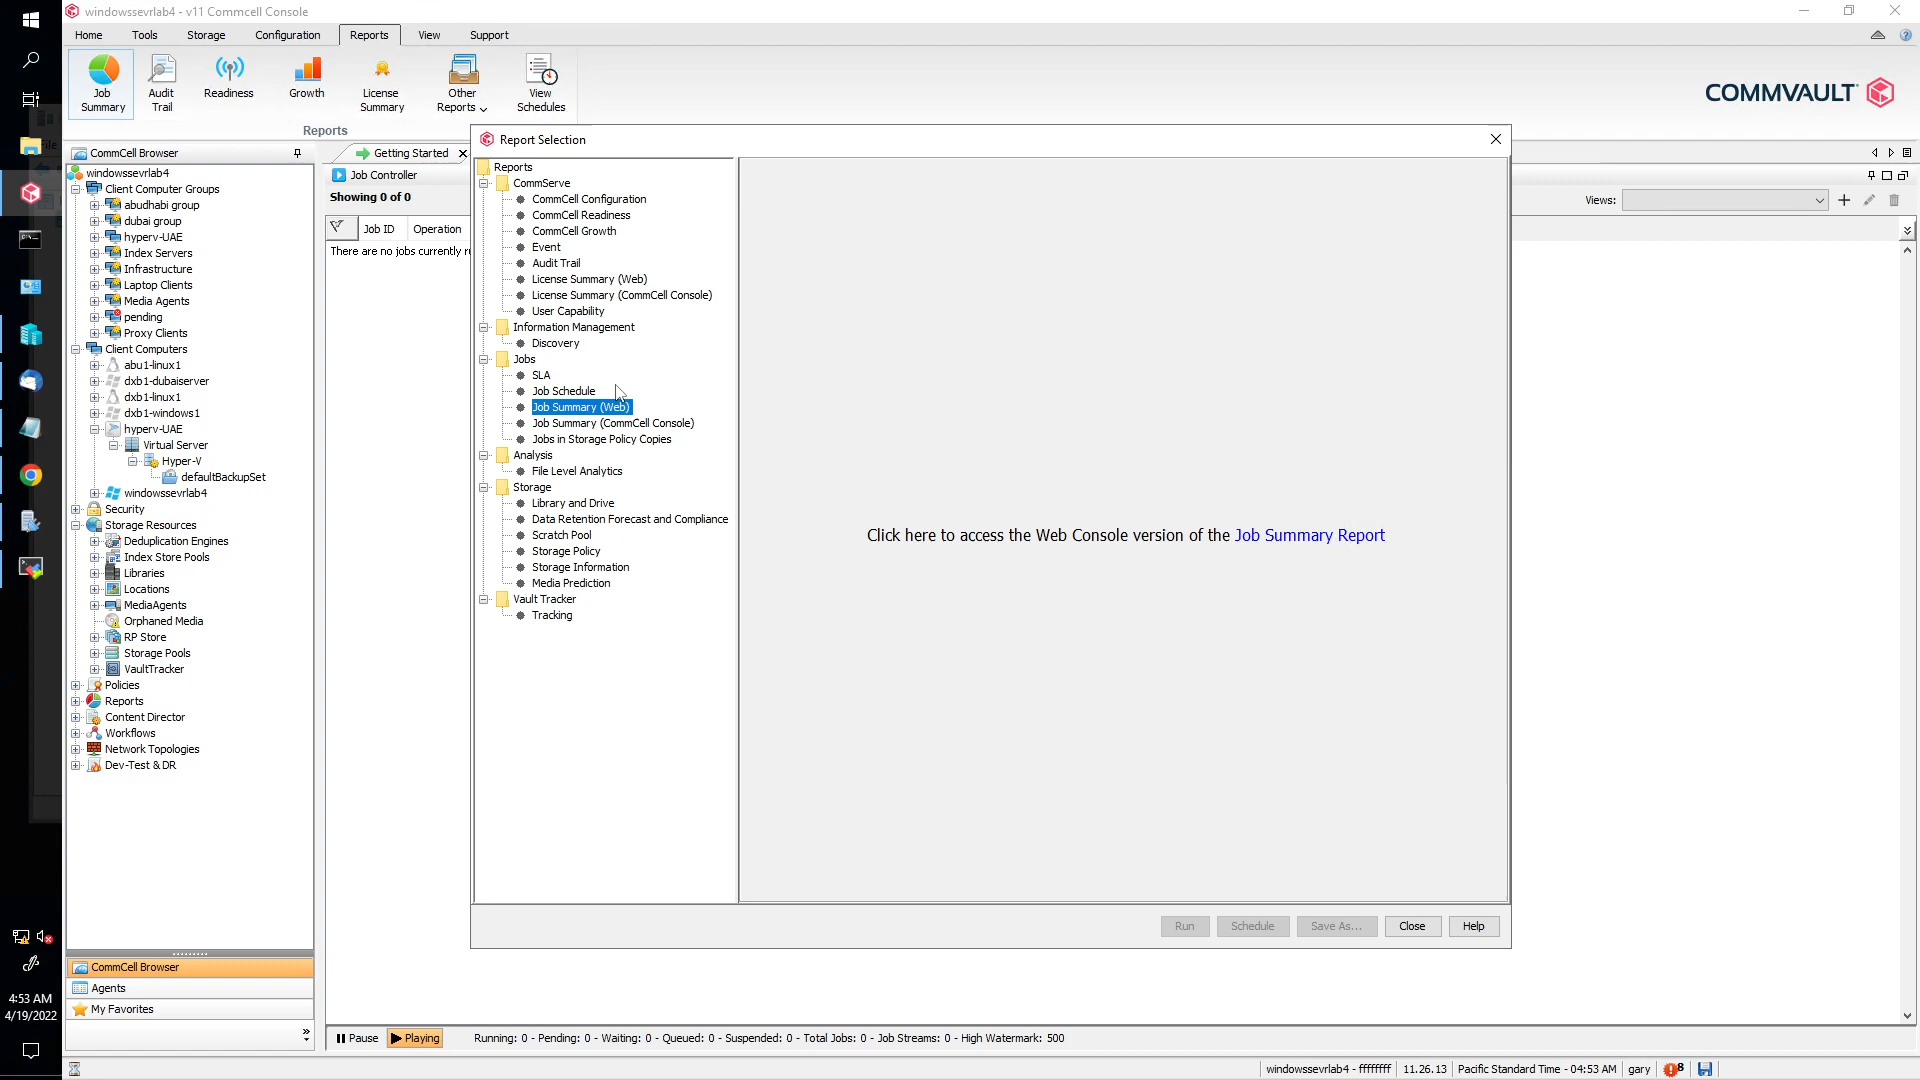 windowssevrlab4 - v11 Commcell Console
Home Tools Storage Configuration Reports View Support
Job Summary
Audit Trail
Readiness
Growth
License Summary
Other Reports
View Schedules
Reports
COMMVAULT
File
CommCell Browser
windowssevrlab4
Client Computer Groups
abudhabi group
dubai group
hyperv-UAE
Index Servers
Infrastructure
Laptop Clients
Media Agents
pending
Proxy Clients
Client Computers
abu1-linux1
dxb1-dubaiserver
dxb1-linux1
dxb1-windows1
hyperv-UAE
Virtual Server
Hyper-V
defaultBackupSet
windowssevrlab4
Security
Storage Resources
Deduplication Engines
Index Store Pools
Libraries
Locations
MediaAgents
Orphaned Media
RP Store
Storage Pools
VaultTracker
Policies
Reports
Content Director
Workflows
Network Topologies
Dev-Test & DR
CommCell Browser
Agents
My Favorites
Getting Started
Job Controller
Showing 0 of 0
Job ID Operation
There are no jobs currently
Views:
Report Selection
Reports
CommServe
CommCell Configuration
CommCell Readiness
CommCell Growth
Event
Audit Trail
License Summary (Web)
License Summary (CommCell Console)
User Capability
Information Management
Discovery
Jobs
SLA
Job Schedule
Job Summary (Web)
Job Summary (CommCell Console)
Jobs in Storage Policy Copies
Analysis
File Level Analytics
Storage
Library and Drive
Data Retention Forecast and Compliance
Scratch Pool
Storage Policy
Storage Information
Media Prediction
Vault Tracker
Tracking
Click here to access the Web Console version of the Job Summary Report
Run Schedule Save As... Close Help
Pause Playing Running: 0 - Pending: 0 - Waiting: 0 - Queued: 0 - Suspended: 0 - Total Jobs: 0 - Job Streams: 0 - High Watermark: 500
windowssevrlab4 - ffffffff 11.26.13 Pacific Standard Time - 04:53 AM gary 8
4:53 AM
4/19/2022